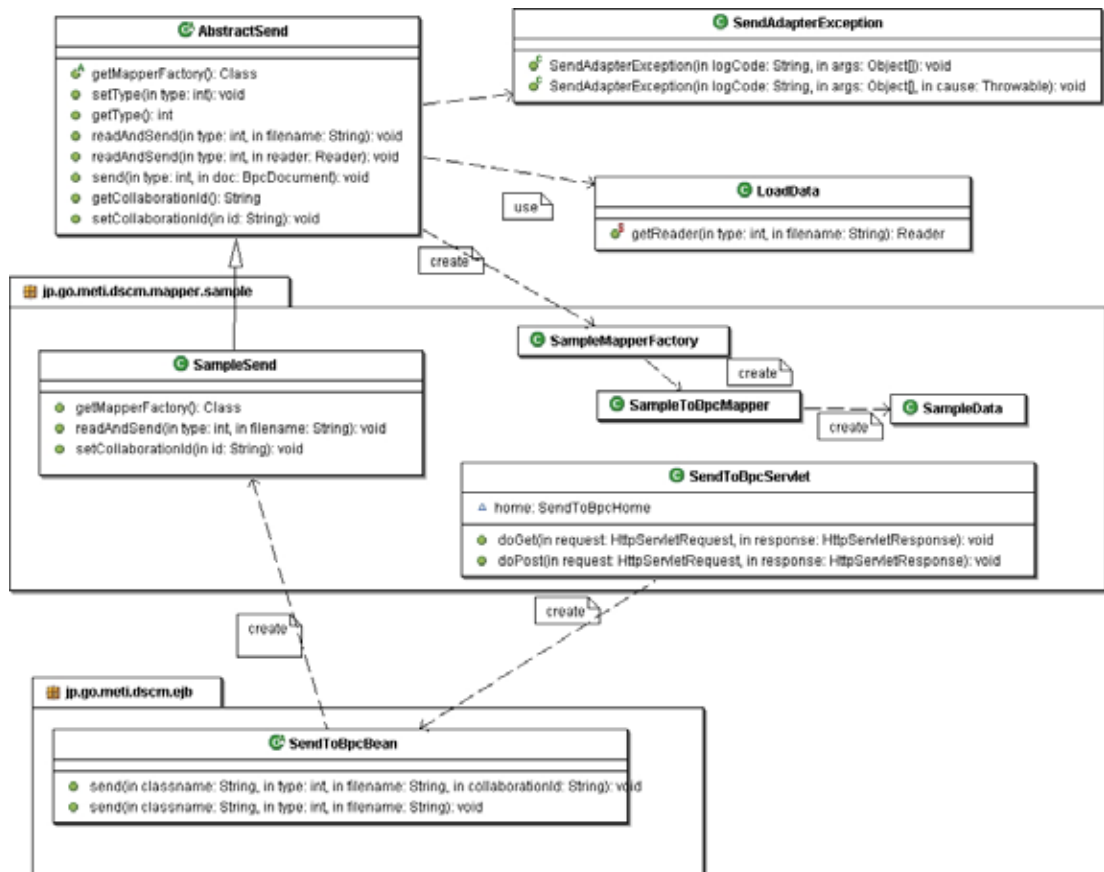 AbstractSend
getMapperFactory(): Class
setType(in type: int): void
getType(): int
readAndSend(in type: int, in filename: String): void
readAndSend(in type: int, in reader: Reader): void
send(in type: int, in doc: BpcDocument): void
getCollaborationId(): String
setCollaborationId(in id: String): void
SendAdapterException
SendAdapterException(in logCode: String, in args: Object[]): void
SendAdapterException(in logCode: String, in args: Object[], in cause: Throwable): void
LoadData
getReader(in type: int, in filename: String): Reader
use
create
jp.go.meti.dscm.mapper.sample
SampleSend
getMapperFactory(): Class
readAndSend(in type: int, in filename: String): void
setCollaborationId(in id: String): void
SampleMapperFactory
create
SampleToBpcMapper
SampleData
create
SendToBpcServlet
home: SendToBpcHome
doGet(in request: HttpServletRequest, in response: HttpServletResponse): void
doPost(in request: HttpServletRequest, in response: HttpServletResponse): void
create
create
jp.go.meti.dscm.ejb
SendToBpcBean
send(in classname: String, in type: int, in filename: String, in collaborationId: String): void
send(in classname: String, in type: int, in filename: String): void